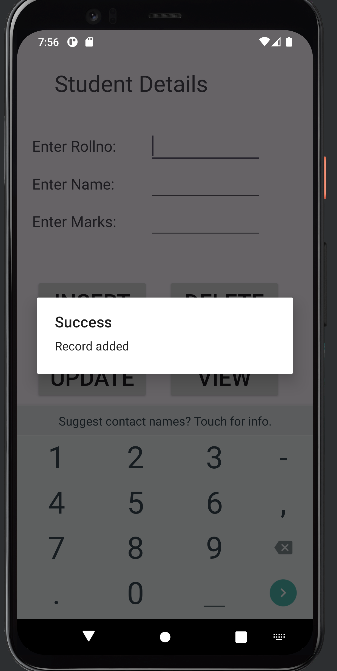 7:56
Student Details
Enter Rollno:
Enter Name:
Enter Marks:
INSERT DELETE
Success
Record added
UPDATE VIEW
Suggest contact names? Touch for info.
1 2 3 -
4 5 6 ,
7 8 9
. 0 _